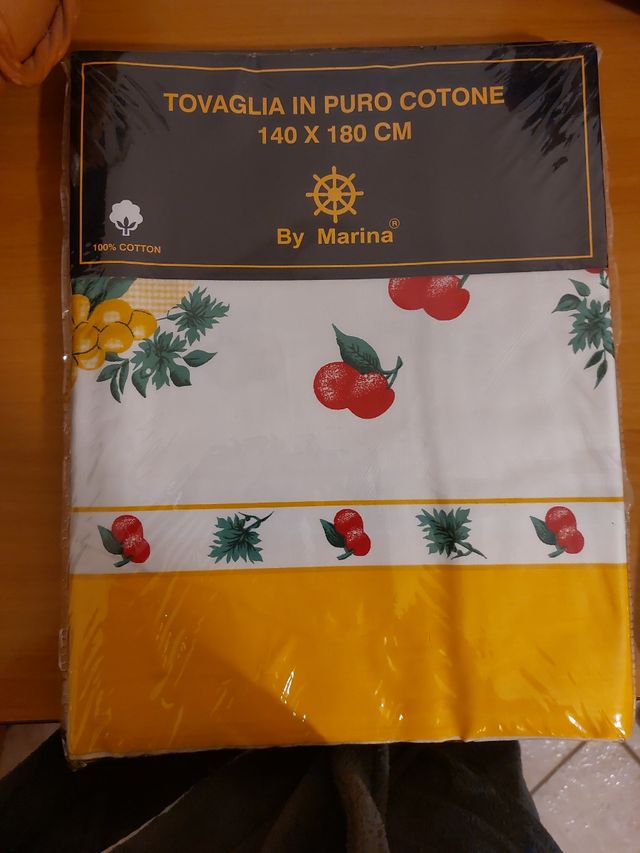 TOVAGLIA IN PURO COTONE
140 X 180 CM
By Marina®
100% COTTON